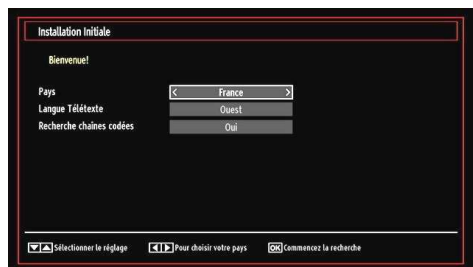 Installation Initiale
Bienvenue!
Pays < France >
Langue Télétexte Ouest
Recherche chaines codées Oui
Sélectionner le réglage Pour choisir votre pays OK Commencez la recherche